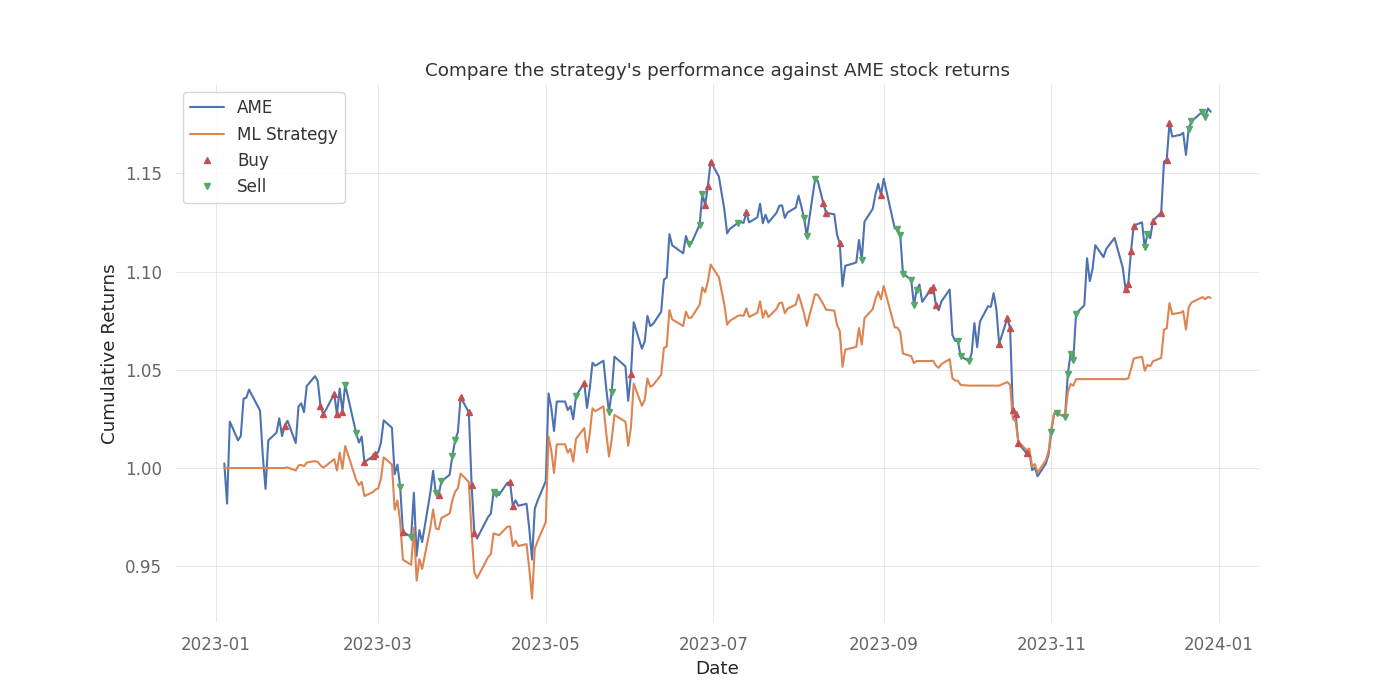 Compare the strategy's performance against AME stock returns
AME
ML Strategy
Buy
Sell
Cumulative Returns
1.15
1.10
1.05
1.00
0.95
2023-01 2023-03 2023-05 2023-07 2023-09 2023-11 2024-01
Date